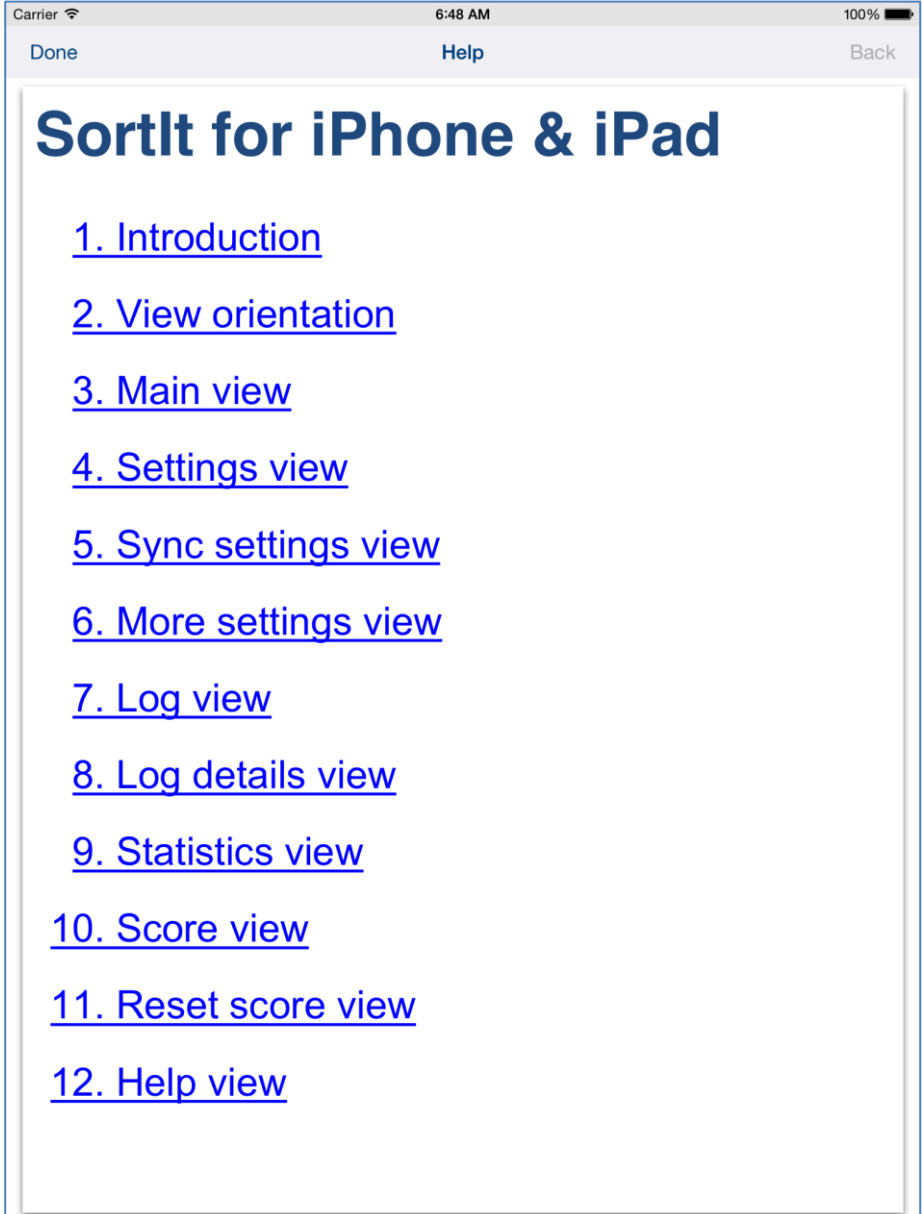 Carrier 6:48 AM 100%
Done Help Back
SortIt for iPhone & iPad
1. Introduction
2. View orientation
3. Main view
4. Settings view
5. Sync settings view
6. More settings view
7. Log view
8. Log details view
9. Statistics view
10. Score view
11. Reset score view
12. Help view